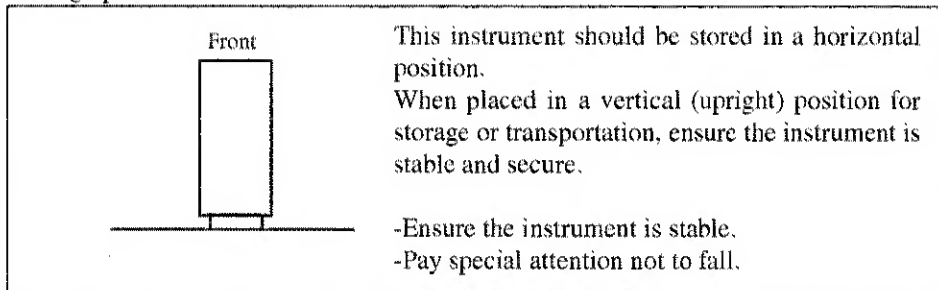 Front
This instrument should be stored in a horizontal
position.
When placed in a vertical (upright) position for
storage or transportation, ensure the instrument is
stable and secure.
-Ensure the instrument is stable.
-Pay special attention not to fall.